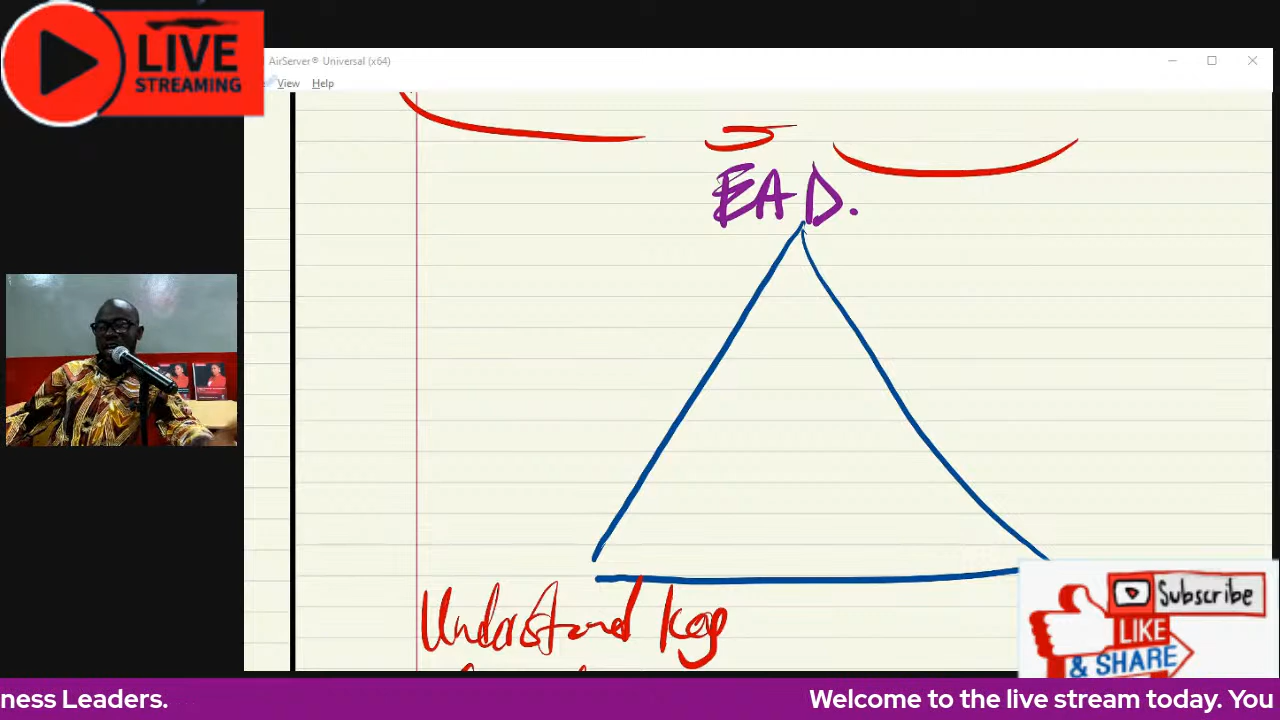 LIVE
STREAMING
AirServer® Universal (x64)
View Help
EAD.
Understand key
Subscribe
LIKE
& SHARE
ness Leaders. Welcome to the live stream today. You